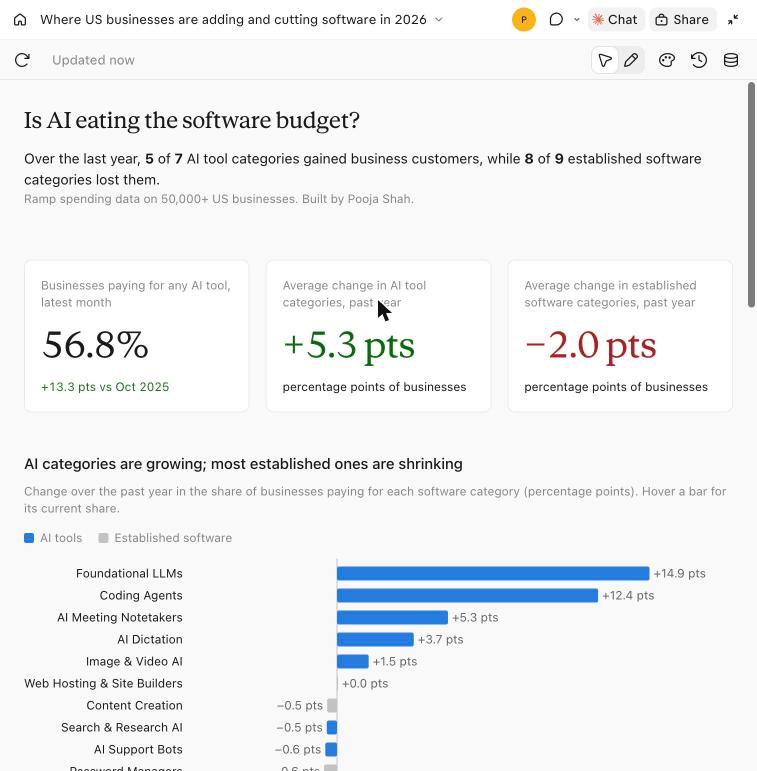 Where US businesses are adding and cutting software in 2026
P
Chat
Share
Updated now
Is AI eating the software budget?
Over the last year, 5 of 7 AI tool categories gained business customers, while 8 of 9 established software
categories lost them.
Ramp spending data on 50,000+ US businesses. Built by Pooja Shah.
Businesses paying for any AI tool,
latest month
56.8%
+13.3 pts vs Oct 2025
Average change in AI tool
categories, past year
+5.3 pts
percentage points of businesses
Average change in established
software categories, past year
−2.0 pts
percentage points of businesses
AI categories are growing; most established ones are shrinking
Change over the past year in the share of businesses paying for each software category (percentage points). Hover a bar for
its current share.
AI tools
Established software
Foundational LLMs +14.9 pts
Coding Agents +12.4 pts
AI Meeting Notetakers +5.3 pts
AI Dictation +3.7 pts
Image & Video AI +1.5 pts
Web Hosting & Site Builders +0.0 pts
Content Creation −0.5 pts
Search & Research AI −0.5 pts
AI Support Bots −0.6 pts
Password Managers